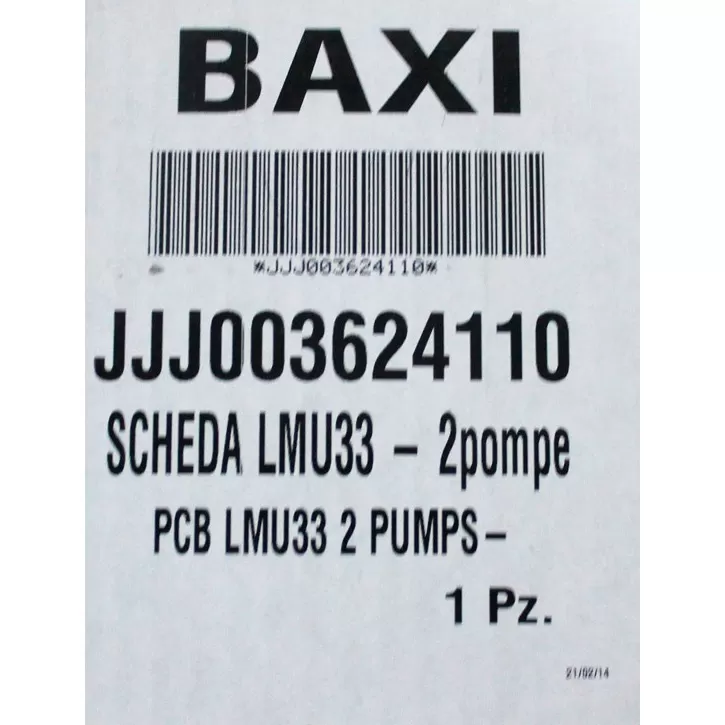 BAXI
*JJJ003624110*
JJJ003624110
SCHEDA LMU33 - 2pompe
PCB LMU33 2 PUMPS-
1 Pz.
21/02/14